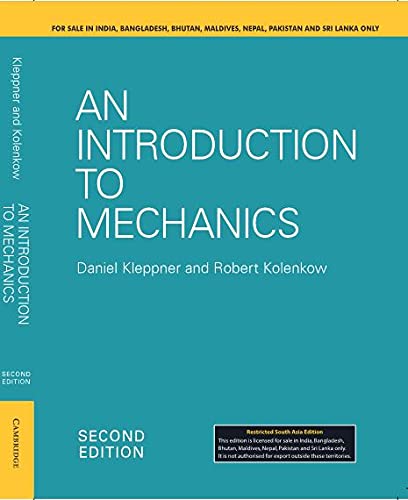 FOR SALE IN INDIA, BANGLADESH, BHUTAN, MALDIVES, NEPAL, PAKISTAN AND SRI LANKA ONLY
Kleppner and Kolenkow
AN INTRODUCTION
TO MECHANICS
SECOND
EDITION
CAMBRIDGE
AN
INTRODUCTION
TO
MECHANICS
Daniel Kleppner and Robert Kolenkow
SECOND
EDITION
Restricted South Asia Edition
This edition is licensed for sale in India, Bangladesh,
Bhutan, Maldives, Nepal, Pakistan and Sri Lanka only.
It is not authorised for export outside these territories.